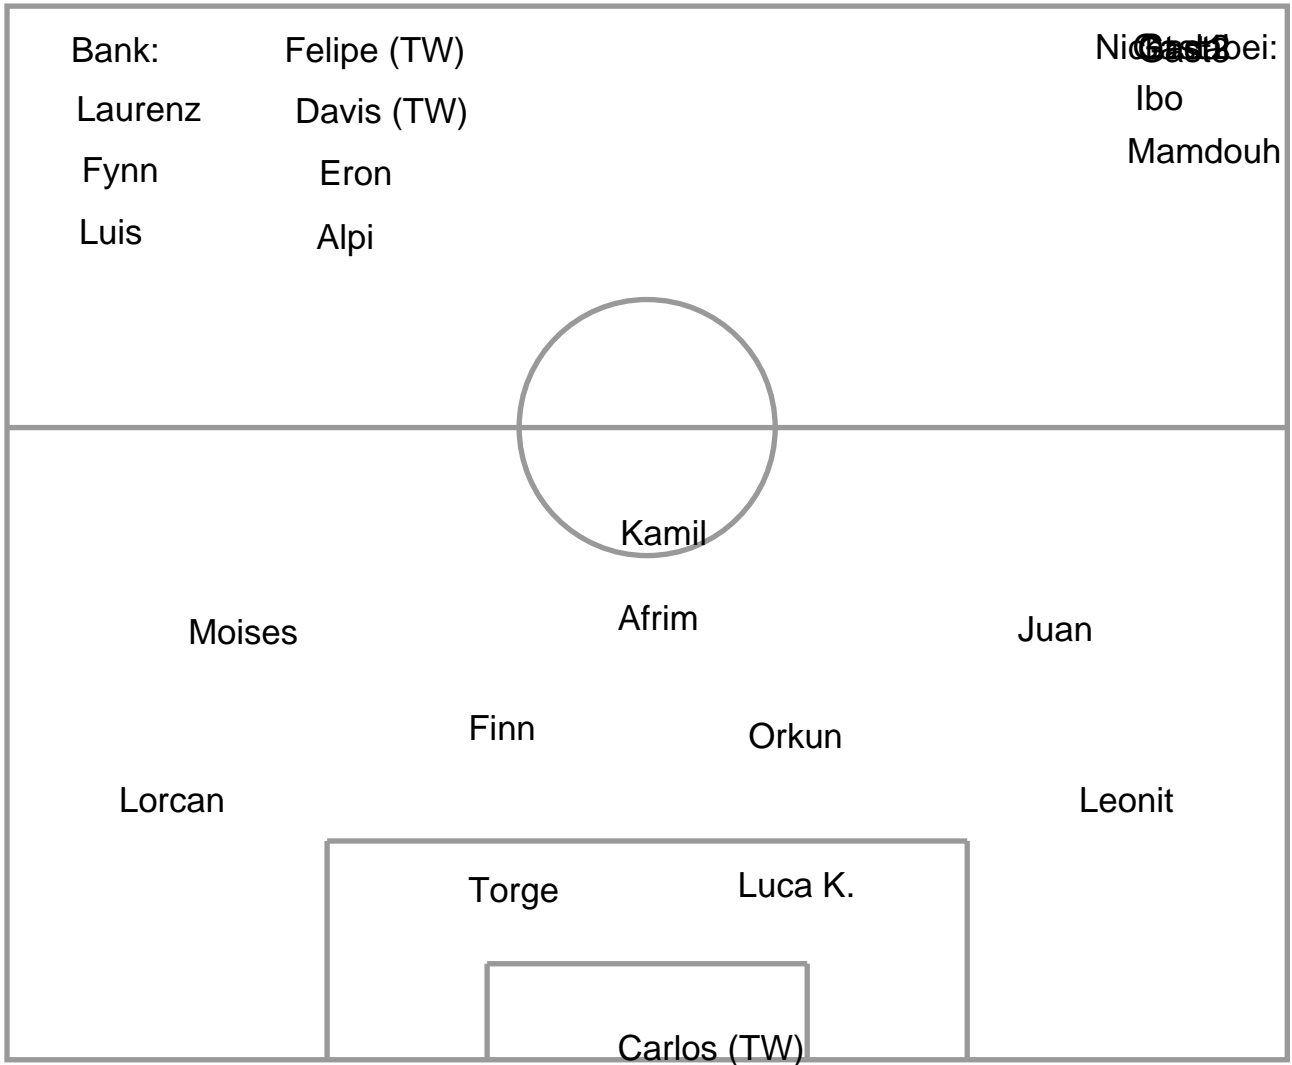 Bank:
Felipe (TW)
Laurenz
Davis (TW)
Fynn
Eron
Luis
Alpi
Ibo
Mamdouh
Kamil
Moises
Afrim
Juan
Finn
Orkun
Lorcan
Leonit
Torge
Luca K.
Carlos (TW)